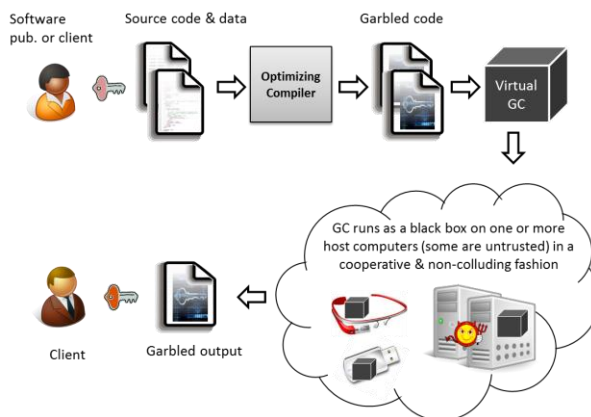 Software
pub. or client
Source code & data
Garbled code
Optimizing
Compiler
Virtual
GC
GC runs as a black box on one or more
host computers (some are untrusted) in a
cooperative & non-colluding fashion
Client
Garbled output